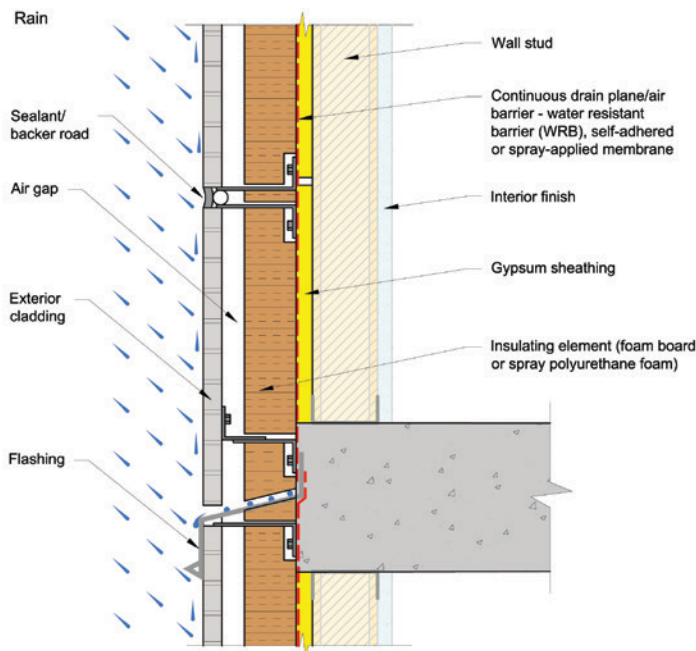 Rain
Sealant/
backer road
Air gap
Exterior
cladding
Flashing
Wall stud
Continuous drain plane/air
barrier - water resistant
barrier (WRB), self-adhered
or spray-applied membrane
Interior finish
Gypsum sheathing
Insulating element (foam board
or spray polyurethane foam)